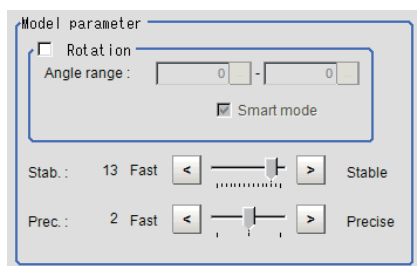 Model parameter
Rotation
Angle range : 0 ... - 0 ...
Smart mode
Stab. : 13 Fast < > Stable
Prec. : 2 Fast < > Precise